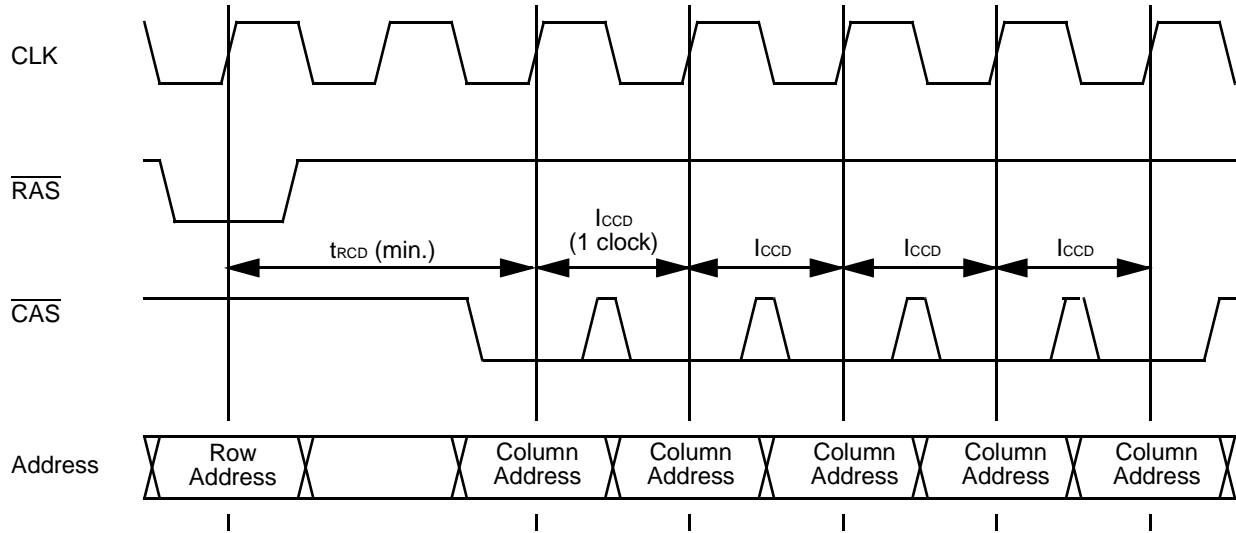 CLK
RAS
ICCD
(1 clock)
tRCD (min.)
ICCD
ICCD
ICCD
CAS
Address
Row
Address
Column
Address
Column
Address
Column
Address
Column
Address
Column
Address